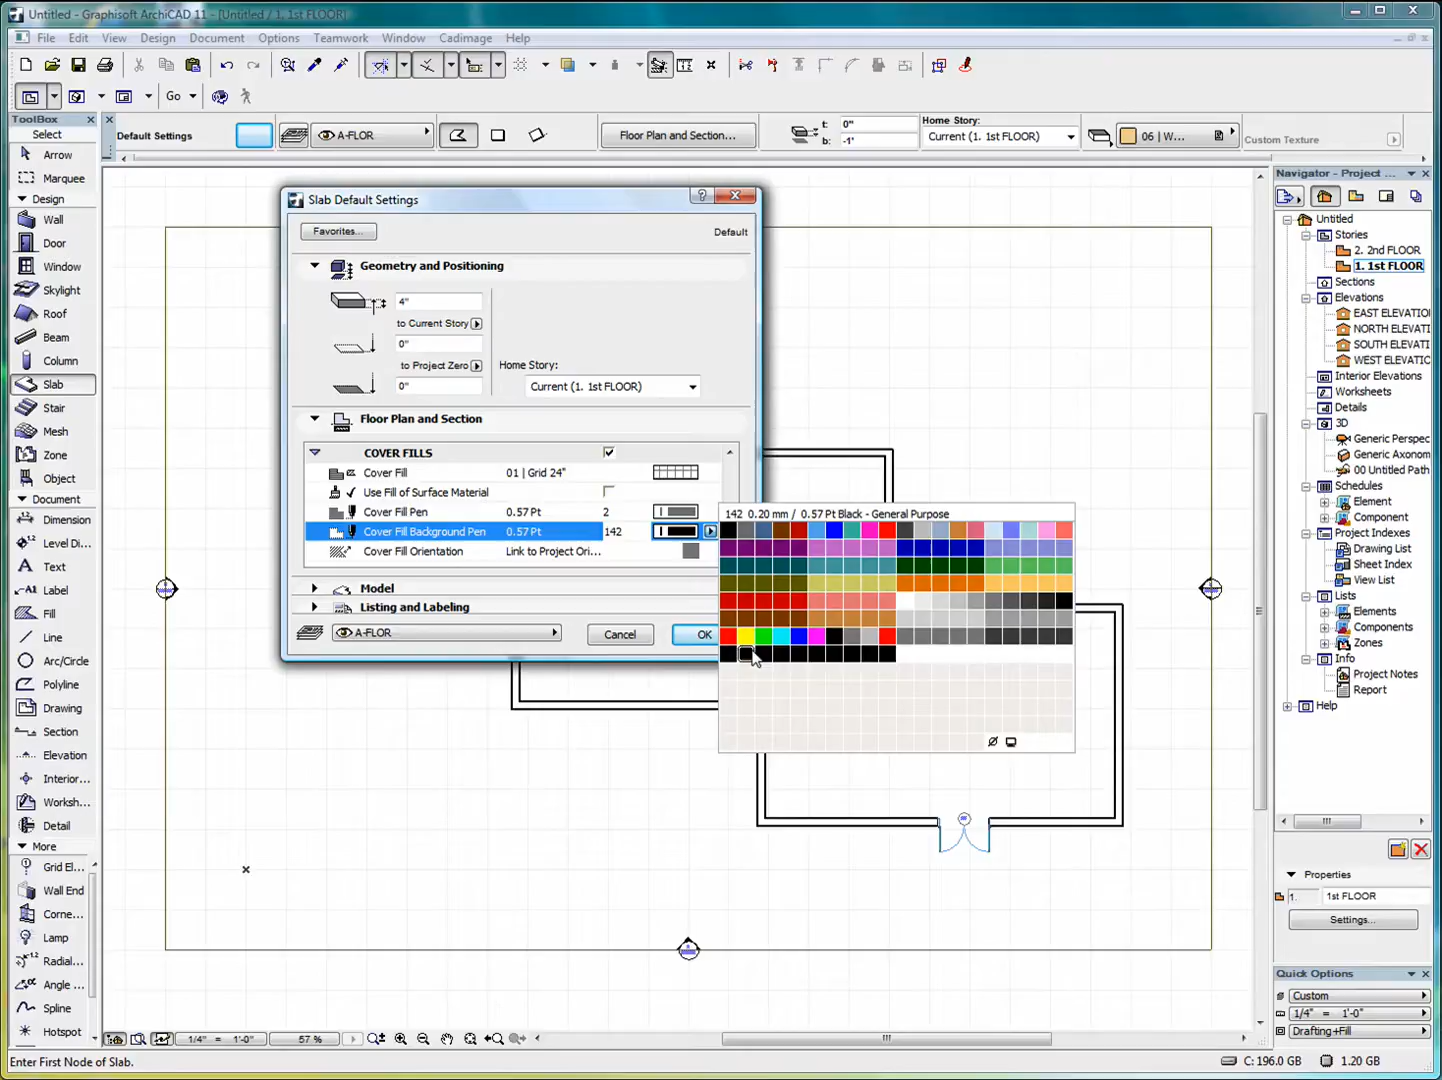 Untitled - Graphisoft ArchiCAD 11 - [Untitled / 1. 1st FLOOR]
File Edit View Design Document Options Teamwork Window Cadimage Help
Go
ToolBox
Select
Arrow
Marquee
Design
Wall
Door
Window
Skylight
Roof
Beam
Column
Slab
Stair
Mesh
Zone
Object
Document
Dimension
Level Di...
Text
Label
Fill
Line
Arc/Circle
Polyline
Drawing
Section
Elevation
Interior...
Worksh...
Detail
More
Grid El...
Wall End
Corne...
Lamp
Radial...
Angle ...
Spline
Hotspot
Default Settings
A-FLOR
Floor Plan and Section...
t: 0"
b: -1'
Home Story:
Current (1. 1st FLOOR)
06 | W...
Custom Texture
Slab Default Settings
Favorites...
Default
Geometry and Positioning
4"
to Current Story
0"
to Project Zero
0"
Home Story:
Current (1. 1st FLOOR)
Floor Plan and Section
COVER FILLS
Cover Fill 01 | Grid 24"
Use Fill of Surface Material
Cover Fill Pen 0.57 Pt 2
Cover Fill Background Pen 0.57 Pt 142
Cover Fill Orientation Link to Project Ori...
Model
Listing and Labeling
A-FLOR
Cancel
OK
142 0.20 mm / 0.57 Pt Black - General Purpose
Navigator - Project ...
Untitled
Stories
2. 2nd FLOOR
1. 1st FLOOR
Sections
Elevations
EAST ELEVATIO
NORTH ELEVATI
SOUTH ELEVATI
WEST ELEVATIC
Interior Elevations
Worksheets
Details
3D
Generic Perspec
Generic Axonom
00 Untitled Path
Schedules
Element
Component
Project Indexes
Drawing List
Sheet Index
View List
Lists
Elements
Components
Zones
Info
Project Notes
Report
Help
Properties
1. 1st FLOOR
Settings...
Quick Options
Custom
1/4" = 1'-0"
Drafting+Fill
1/4" = 1'-0"
57 %
Enter First Node of Slab.
C: 196.0 GB
1.20 GB